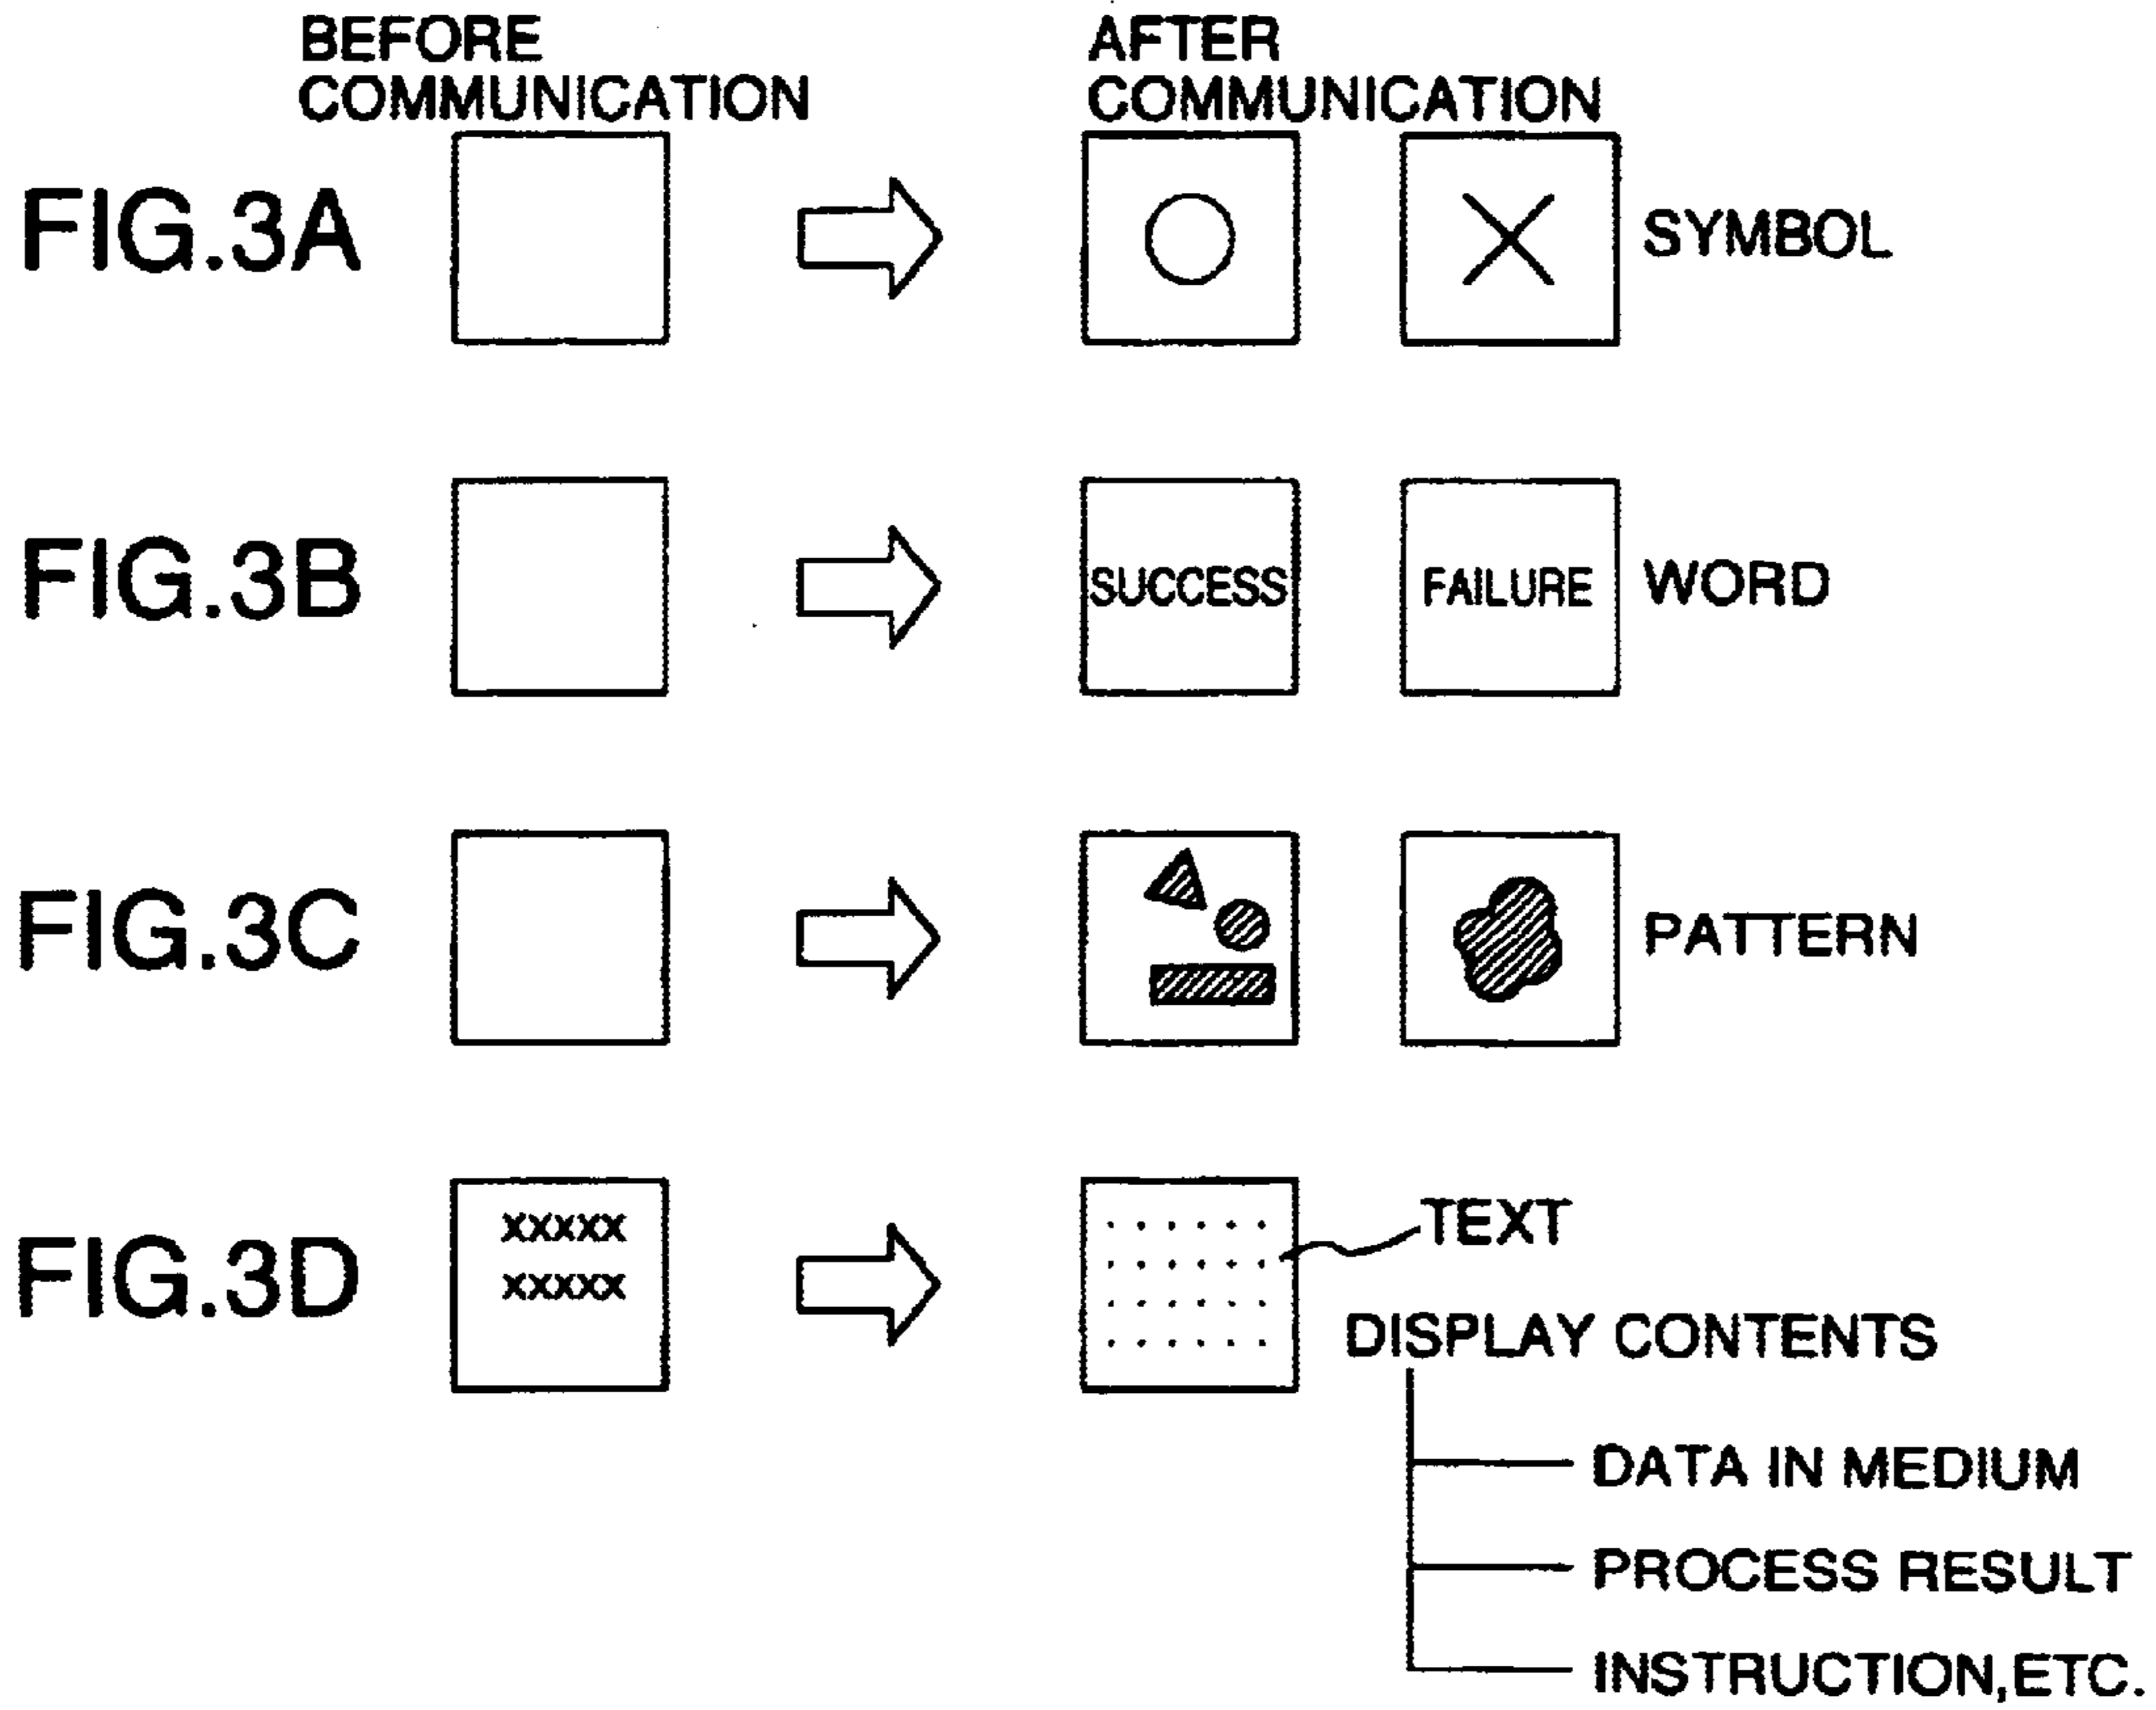 BEFORE
COMMUNICATION
AFTER
COMMUNICATION
FIG.3A
SYMBOL
FIG.3B
SUCCESS
FAILURE
WORD
FIG.3C
PATTERN
FIG.3D
xxxxx
xxxxx
TEXT
DISPLAY CONTENTS
DATA IN MEDIUM
PROCESS RESULT
INSTRUCTION,ETC.